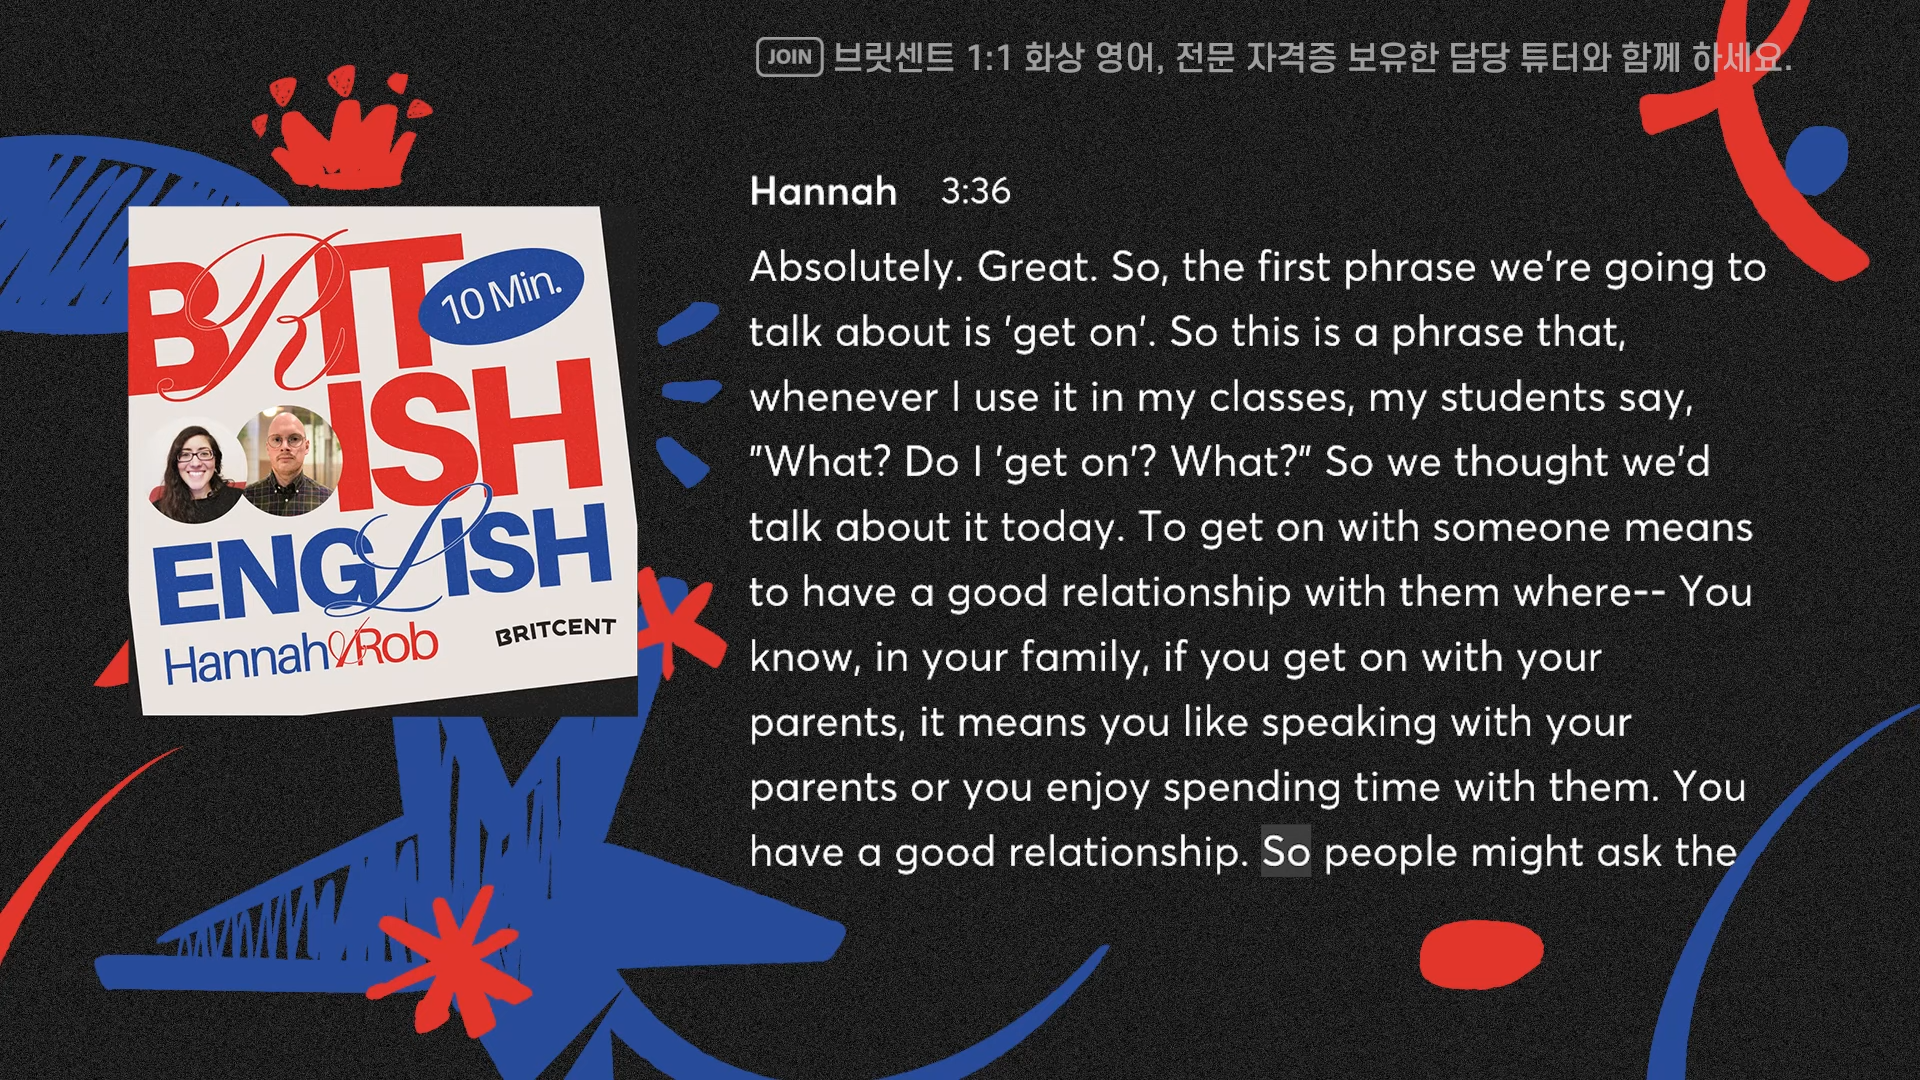 JOIN 브릿센트 1:1 화상 영어, 전문 자격증 보유한 담당 튜터와 함께 하세요.
BRIT
10 Min.
ISH
ENGLISH
Hannah & Rob
BRITCENT
Hannah 3:36
Absolutely. Great. So, the first phrase we're going to
talk about is 'get on'. So this is a phrase that,
whenever I use it in my classes, my students say,
"What? Do I 'get on'? What?" So we thought we'd
talk about it today. To get on with someone means
to have a good relationship with them where-- You
know, in your family, if you get on with your
parents, it means you like speaking with your
parents or you enjoy spending time with them. You
have a good relationship. So people might ask the